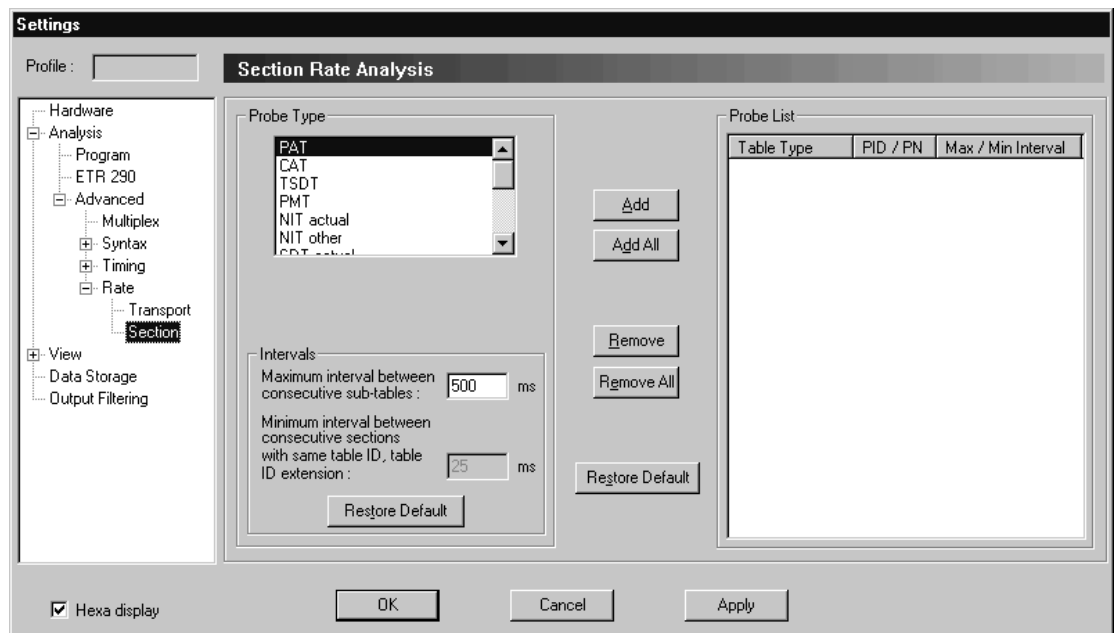 Settings
Profile :
Section Rate Analysis
Hardware
Analysis
Program
ETR 290
Advanced
Multiplex
Syntax
Timing
Rate
Transport
Section
View
Data Storage
Output Filtering
Probe Type
PAT
CAT
TSDT
PMT
NIT actual
NIT other
SDT actual
Intervals
Maximum interval between
consecutive sub-tables :
500 ms
Minimum interval between
consecutive sections
with same table ID, table
ID extension :
25 ms
Restore Default
Add
Add All
Remove
Remove All
Restore Default
Probe List
Table Type PID / PN Max / Min Interval
Hexa display
OK
Cancel
Apply